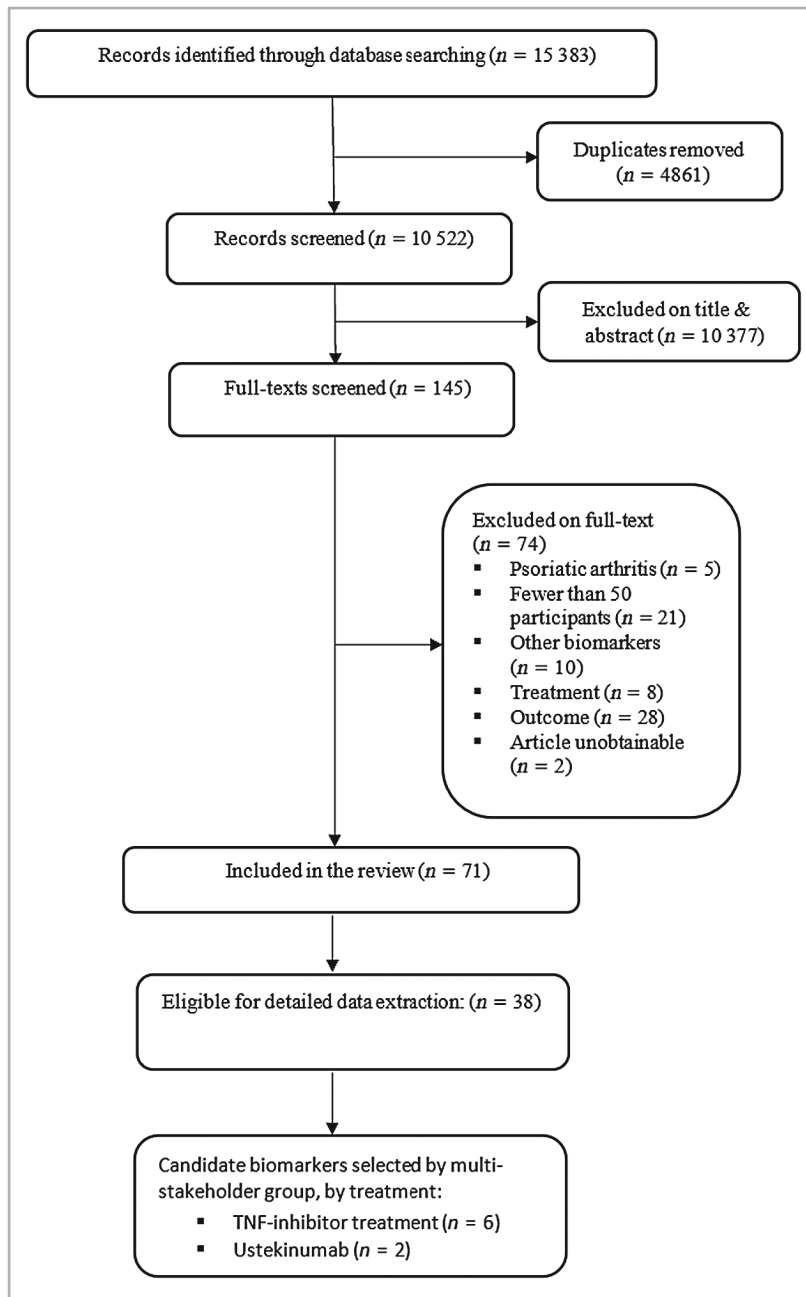 Records identified through database searching (n = 15 383)
Duplicates removed
(n = 4861)
Records screened (n = 10 522)
Excluded on title &
abstract (n = 10 377)
Full-texts screened (n = 145)
Excluded on full-text
(n = 74)
▪ Psoriatic arthritis (n = 5)
▪ Fewer than 50
participants (n = 21)
▪ Other biomarkers
(n = 10)
▪ Treatment (n = 8)
▪ Outcome (n = 28)
▪ Article unobtainable
(n = 2)
Included in the review (n = 71)
Eligible for detailed data extraction: (n = 38)
Candidate biomarkers selected by multi-
stakeholder group, by treatment:
▪ TNF-inhibitor treatment (n = 6)
▪ Ustekinumab (n = 2)